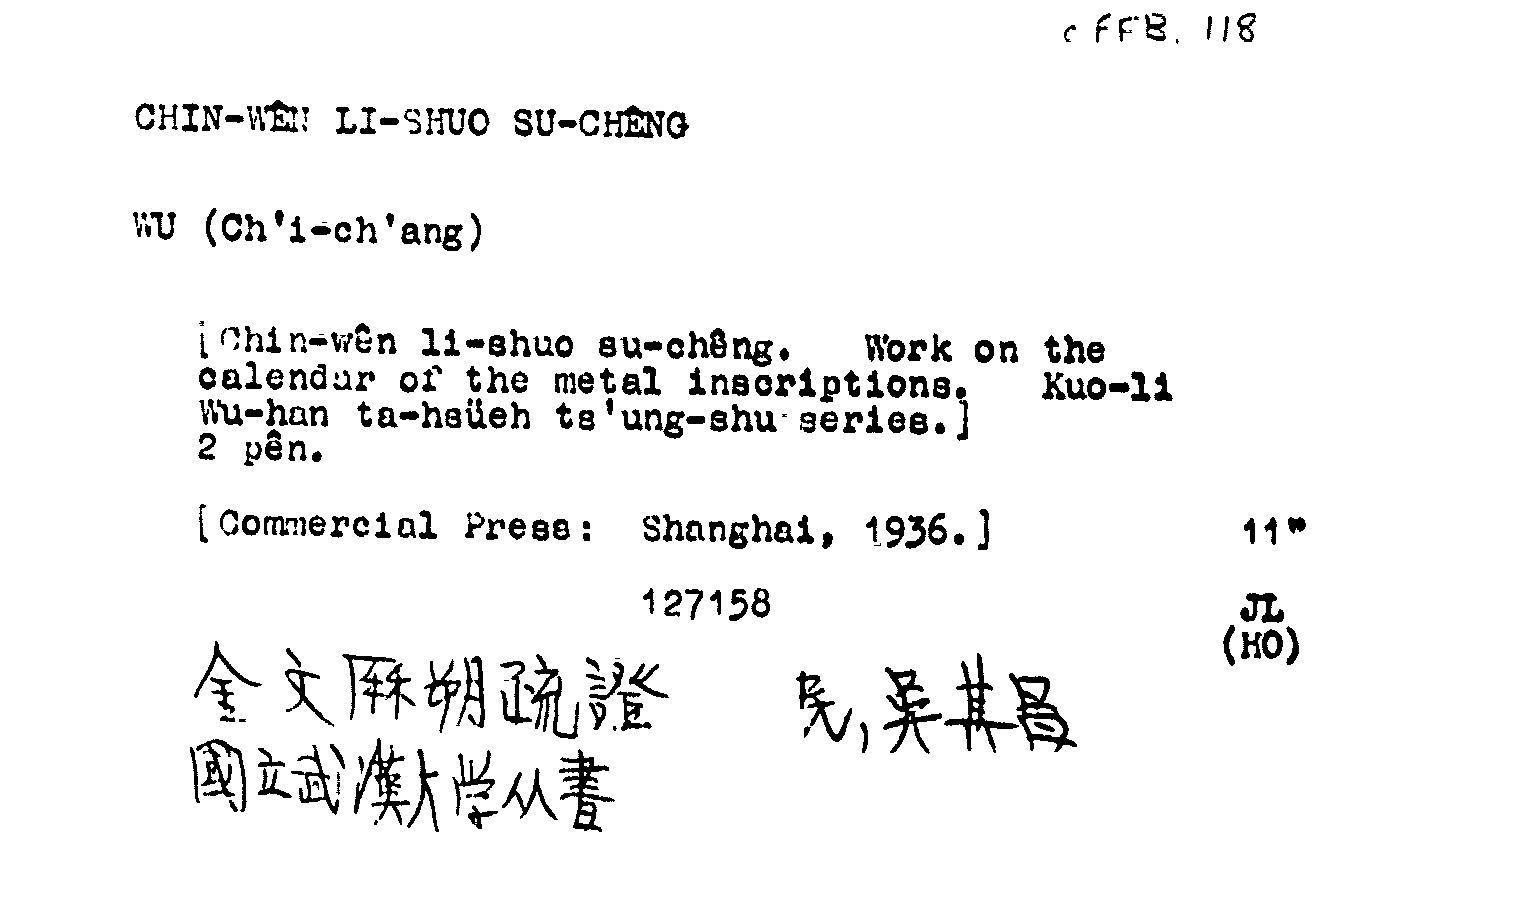 c FFB. 118
CHIN-WÊN LI-SHUO SU-CHÊNG
WU (Ch'i-ch'ang)
[Chin-wên li-shuo su-chêng. Work on the
calendar of the metal inscriptions. Kuo-li
Wu-han ta-hsüeh ts'ung-shu series.]
2 pên.
[Commercial Press: Shanghai, 1936.] 11"
127158 JL
(HO)
金文厤朔疏證 民, 吳其昌
國立武漢大学从書